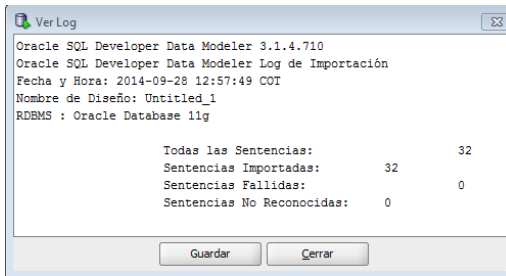 Ver Log
Oracle SQL Developer Data Modeler 3.1.4.710
Oracle SQL Developer Data Modeler Log de Importación
Fecha y Hora: 2014-09-28 12:57:49 COT
Nombre de Diseño: Untitled_1
RDBMS : Oracle Database 11g
Todas las Sentencias: 32
Sentencias Importadas: 32
Sentencias Fallidas: 0
Sentencias No Reconocidas: 0
Guardar Cerrar